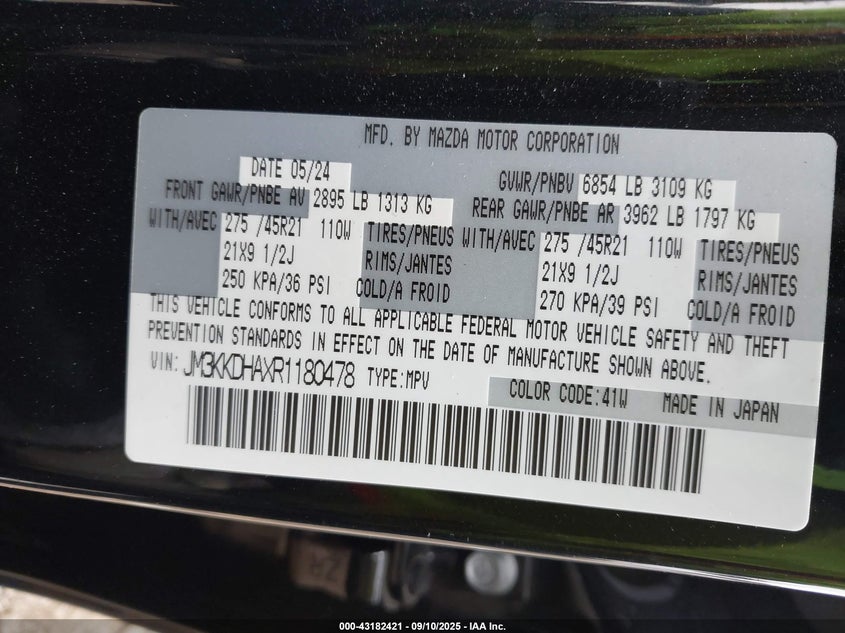 MFD. BY MAZDA MOTOR CORPORATION
DATE 05/24 GVWR/PNBV 6854 LB 3109 KG
FRONT GAWR/PNBE AV 2895 LB 1313 KG REAR GAWR/PNBE AR 3962 LB 1797 KG
WITH/AVEC 275 /45R21 110W TIRES/PNEUS WITH/AVEC 275 /45R21 110W TIRES/PNEUS
21X9 1/2J RIMS/JANTES 21X9 1/2J RIMS/JANTES
250 KPA/36 PSI COLD/A FROID 270 KPA/39 PSI COLD/A FROID
THIS VEHICLE CONFORMS TO ALL APPLICABLE FEDERAL MOTOR VEHICLE SAFETY AND THEFT
PREVENTION STANDARDS IN EFFECT ON THE DATE OF MANUFACTURE SHOWN ABOVE.
VIN: JM3KKDHAXR1180478 TYPE:MPV
COLOR CODE:41W MADE IN JAPAN
000-43182421 - 09/10/2025 - IAA Inc.